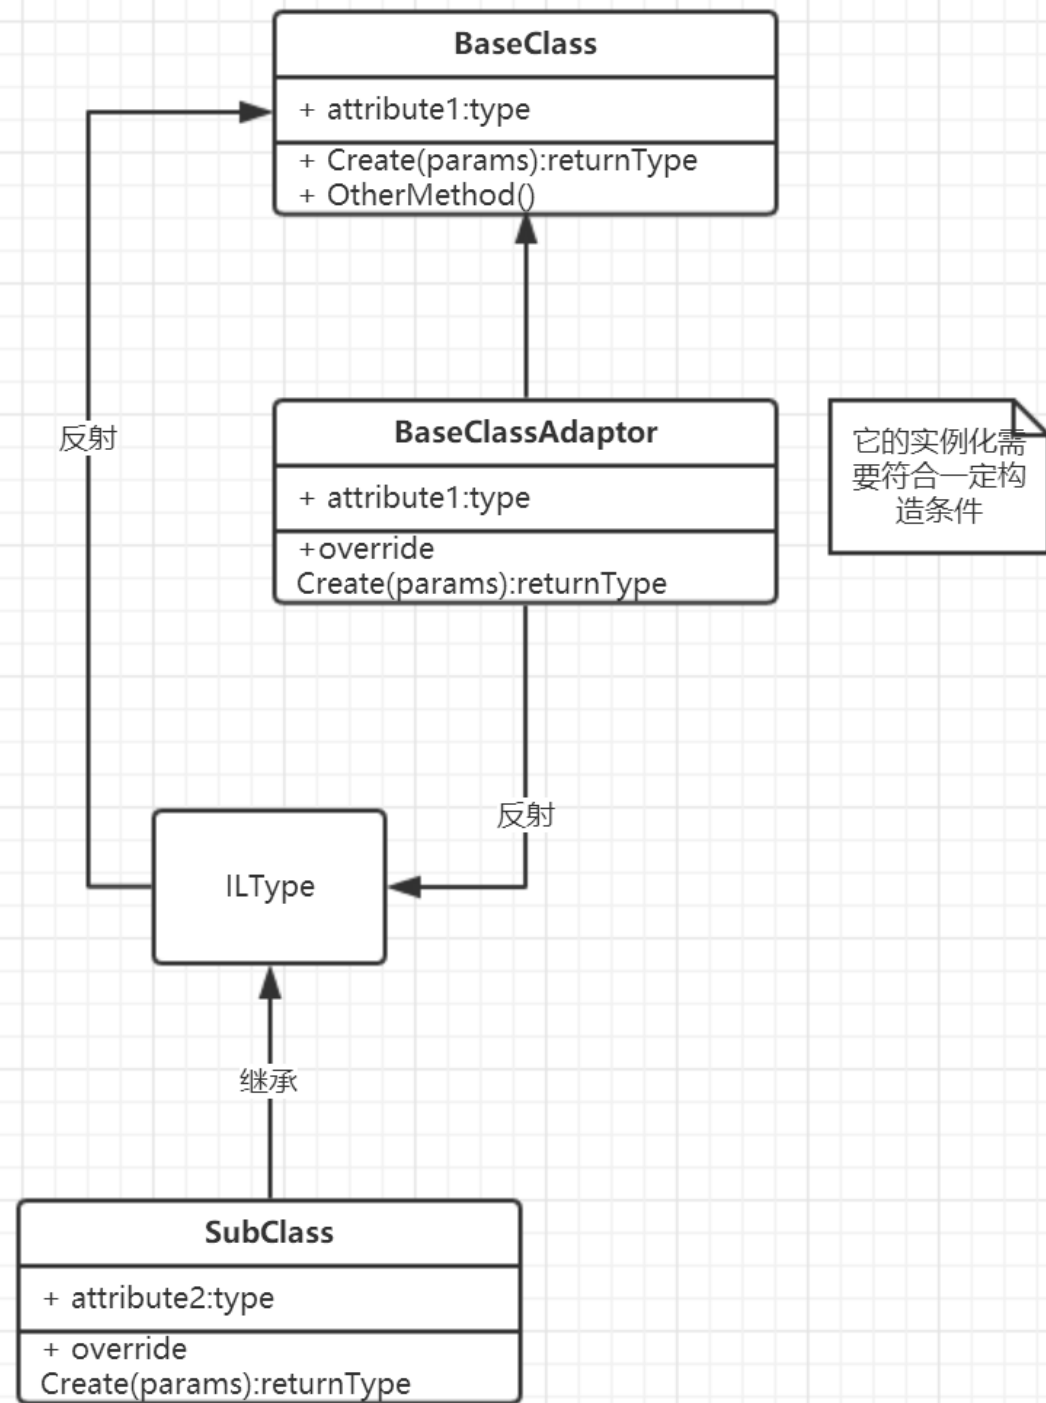 BaseClass
+ attribute1:type
+ Create(params):returnType
+ OtherMethod()
反射
BaseClassAdaptor
+ attribute1:type
+override
Create(params):returnType
它的实例化需
要符合一定构
造条件
反射
ILType
继承
SubClass
+ attribute2:type
+ override
Create(params):returnType